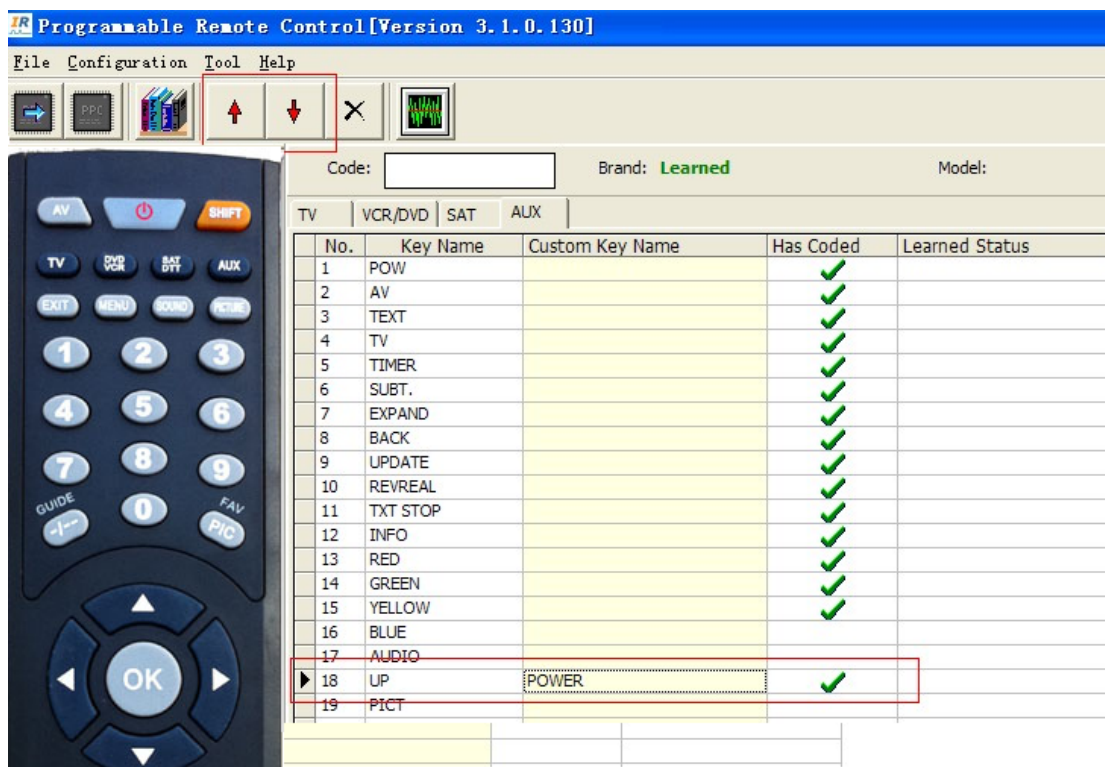 IR Programmable Remote Control[Version 3.1.0.130]
File Configuration Tool Help
PPC
Code: Brand: Learned Model:
TV VCR/DVD SAT AUX
No. Key Name Custom Key Name Has Coded Learned Status
1 POW
2 AV
3 TEXT
4 TV
5 TIMER
6 SUBT.
7 EXPAND
8 BACK
9 UPDATE
10 REVREAL
11 TXT STOP
12 INFO
13 RED
14 GREEN
15 YELLOW
16 BLUE
17 AUDIO
18 UP POWER
19 PICT
AV SHIFT
TV DVD VCR SAT DTT AUX
EXIT MENU SOUND PICTURE
1 2 3
4 5 6
7 8 9
GUIDE 0 FAV
-/-- PIC
OK